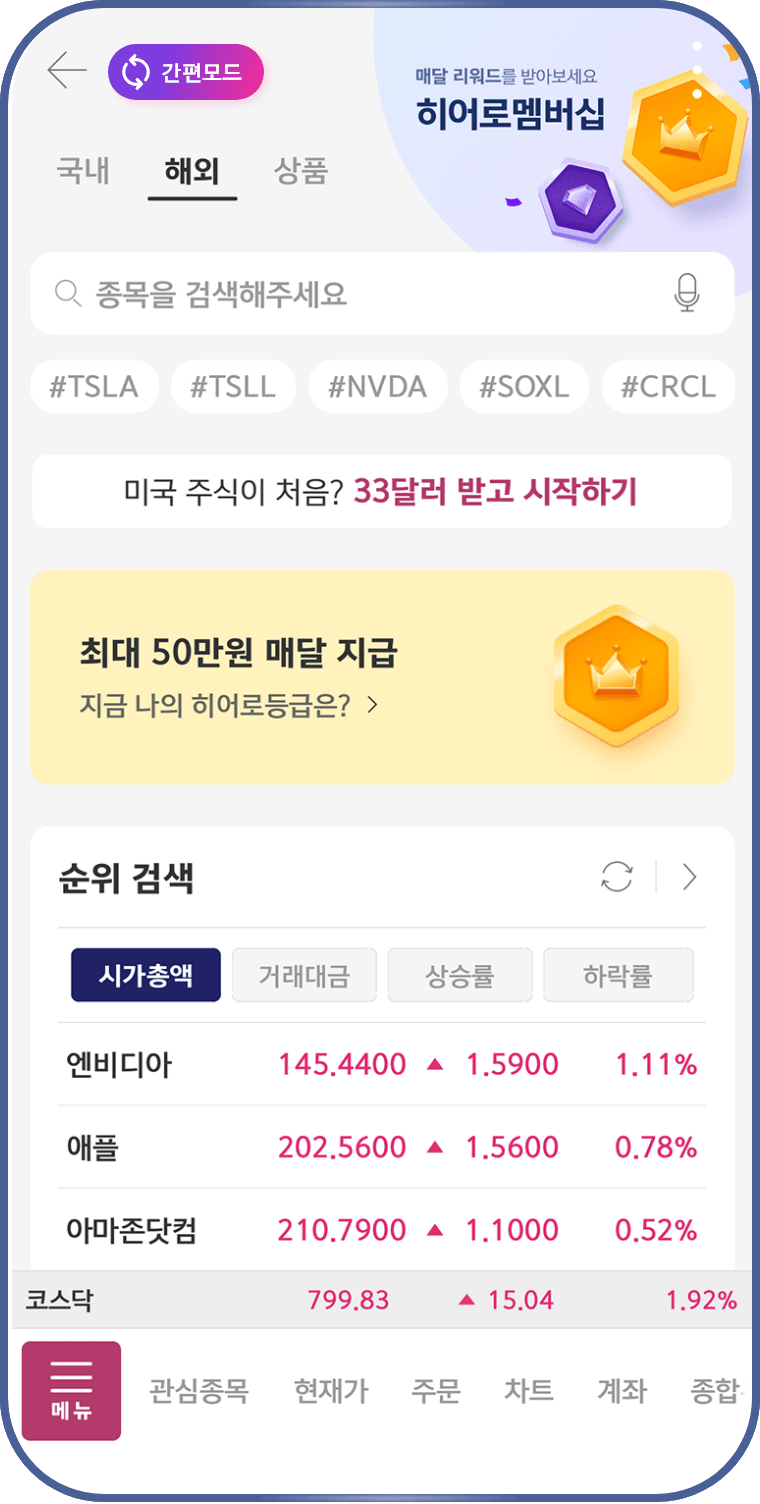 간편모드
매달 리워드를 받아보세요
히어로멤버십
국내 해외 상품
종목을 검색해주세요
#TSLA #TSLL #NVDA #SOXL #CRCL
미국 주식이 처음? 33달러 받고 시작하기
최대 50만원 매달 지급
지금 나의 히어로등급은? >
순위 검색
시가총액 거래대금 상승률 하락률
엔비디아 145.4400 ▲ 1.5900 1.11%
애플 202.5600 ▲ 1.5600 0.78%
아마존닷컴 210.7900 ▲ 1.1000 0.52%
코스닥 799.83 ▲ 15.04 1.92%
메뉴 관심종목 현재가 주문 차트 계좌 종합